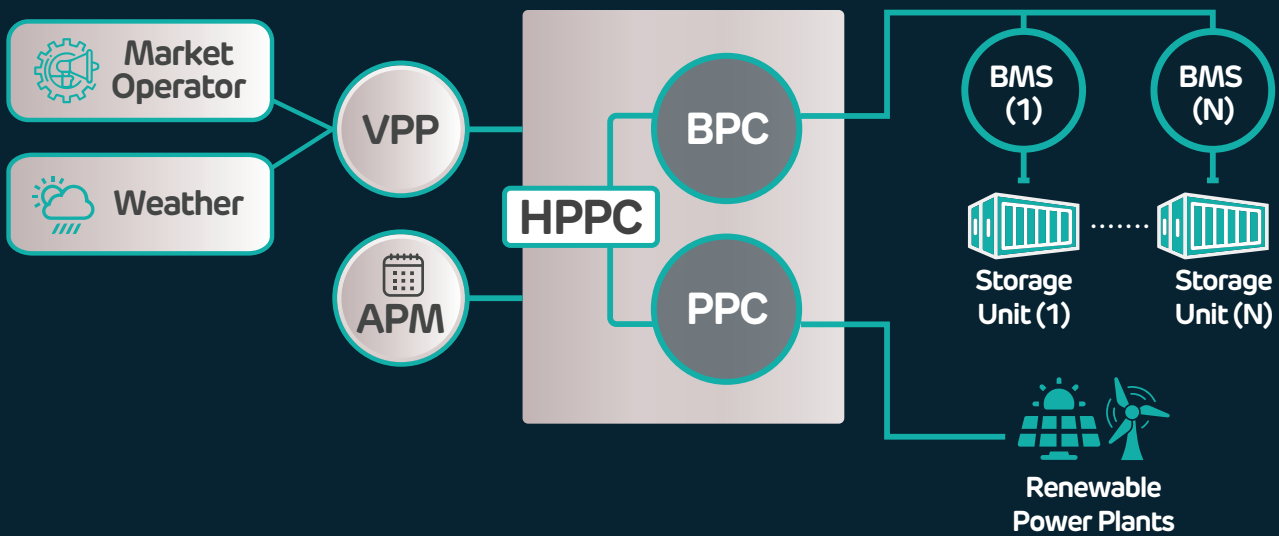 Market
Operator
Weather
VPP
APM
HPPC
BPC
PPC
BMS
(1)
BMS
(N)
Storage
Unit (1)
Storage
Unit (N)
Renewable
Power Plants